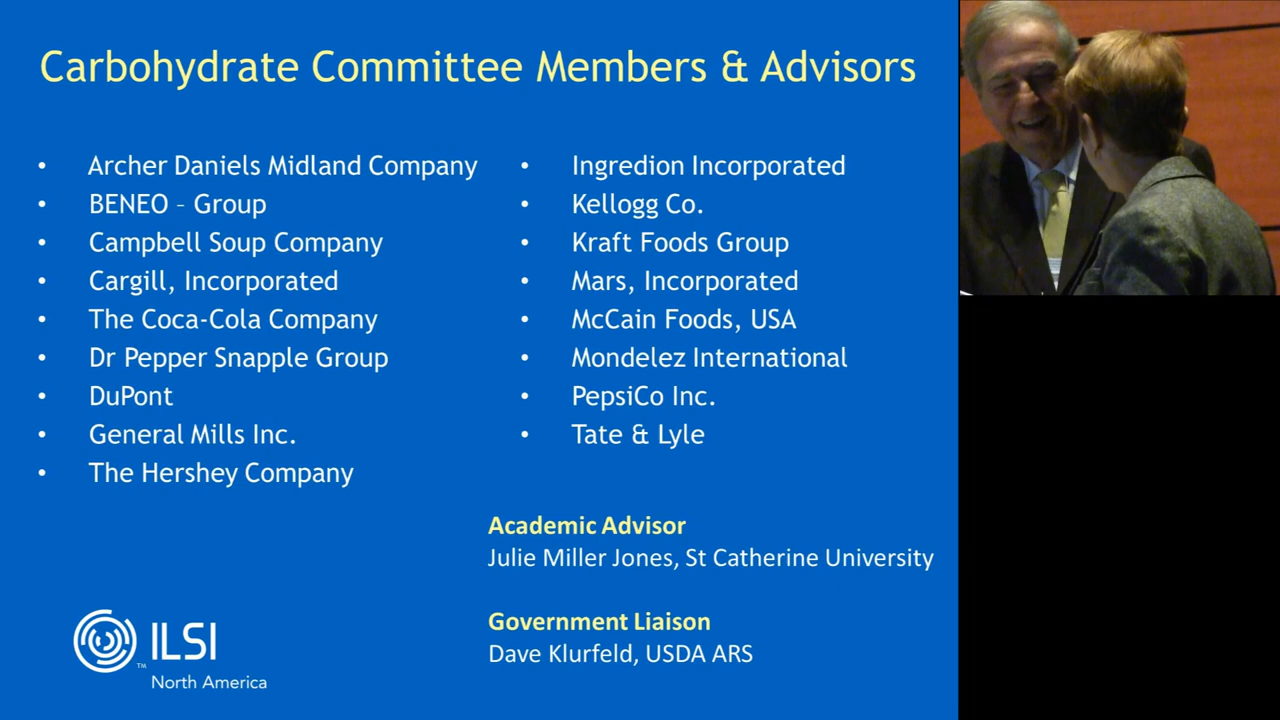 Carbohydrate Committee Members & Advisors
• Archer Daniels Midland Company
• BENEO – Group
• Campbell Soup Company
• Cargill, Incorporated
• The Coca-Cola Company
• Dr Pepper Snapple Group
• DuPont
• General Mills Inc.
• The Hershey Company
• Ingredion Incorporated
• Kellogg Co.
• Kraft Foods Group
• Mars, Incorporated
• McCain Foods, USA
• Mondelez International
• PepsiCo Inc.
• Tate & Lyle
Academic Advisor
Julie Miller Jones, St Catherine University
Government Liaison
Dave Klurfeld, USDA ARS
TM ILSI
North America